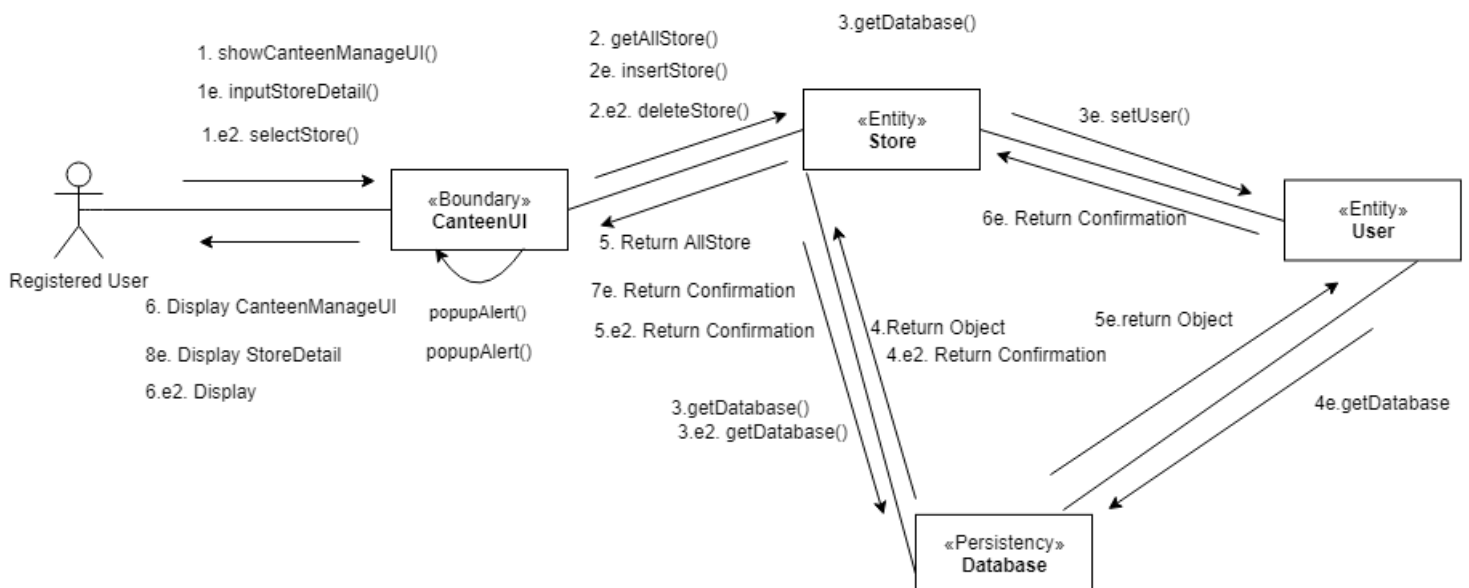 3.getDatabase()
1. showCanteenManageUI()
1e. inputStoreDetail()
1.e2. selectStore()
2. getAllStore()
2e. insertStore()
2.e2. deleteStore()
«Entity»
Store
3e. setUser()
«Boundary»
CanteenUI
«Entity»
User
6e. Return Confirmation
Registered User
5. Return AllStore
7e. Return Confirmation
5.e2. Return Confirmation
6. Display CanteenManageUI
8e. Display StoreDetail
6.e2. Display
popupAlert()
popupAlert()
4.Return Object
4.e2. Return Confirmation
5e.return Object
3.getDatabase()
3.e2. getDatabase()
4e.getDatabase
«Persistency»
Database